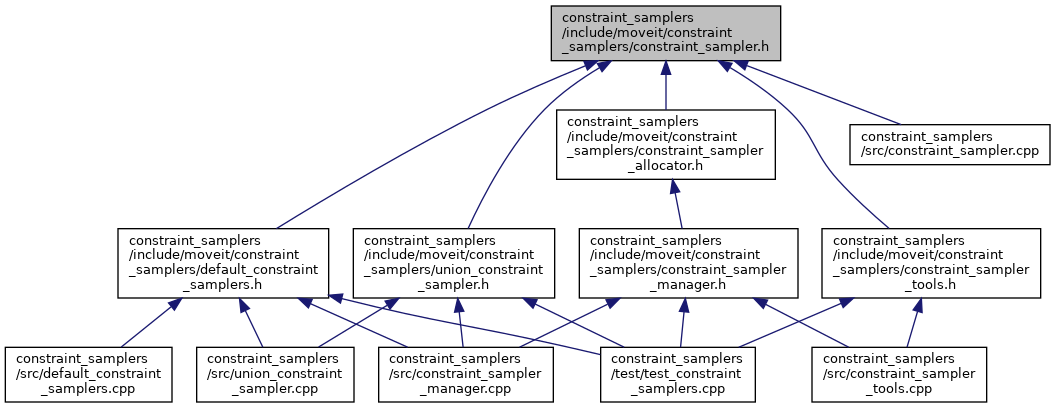 constraint_samplers
/include/moveit/constraint
_samplers/constraint_sampler.h
constraint_samplers
/include/moveit/constraint
_samplers/constraint_sampler
_allocator.h
constraint_samplers
/src/constraint_sampler.cpp
constraint_samplers
/include/moveit/constraint
_samplers/default_constraint
_samplers.h
constraint_samplers
/include/moveit/constraint
_samplers/union_constraint
_sampler.h
constraint_samplers
/include/moveit/constraint
_samplers/constraint_sampler
_manager.h
constraint_samplers
/include/moveit/constraint
_samplers/constraint_sampler
_tools.h
constraint_samplers
/src/default_constraint
_samplers.cpp
constraint_samplers
/src/union_constraint
_sampler.cpp
constraint_samplers
/src/constraint_sampler
_manager.cpp
constraint_samplers
/test/test_constraint
_samplers.cpp
constraint_samplers
/src/constraint_sampler
_tools.cpp